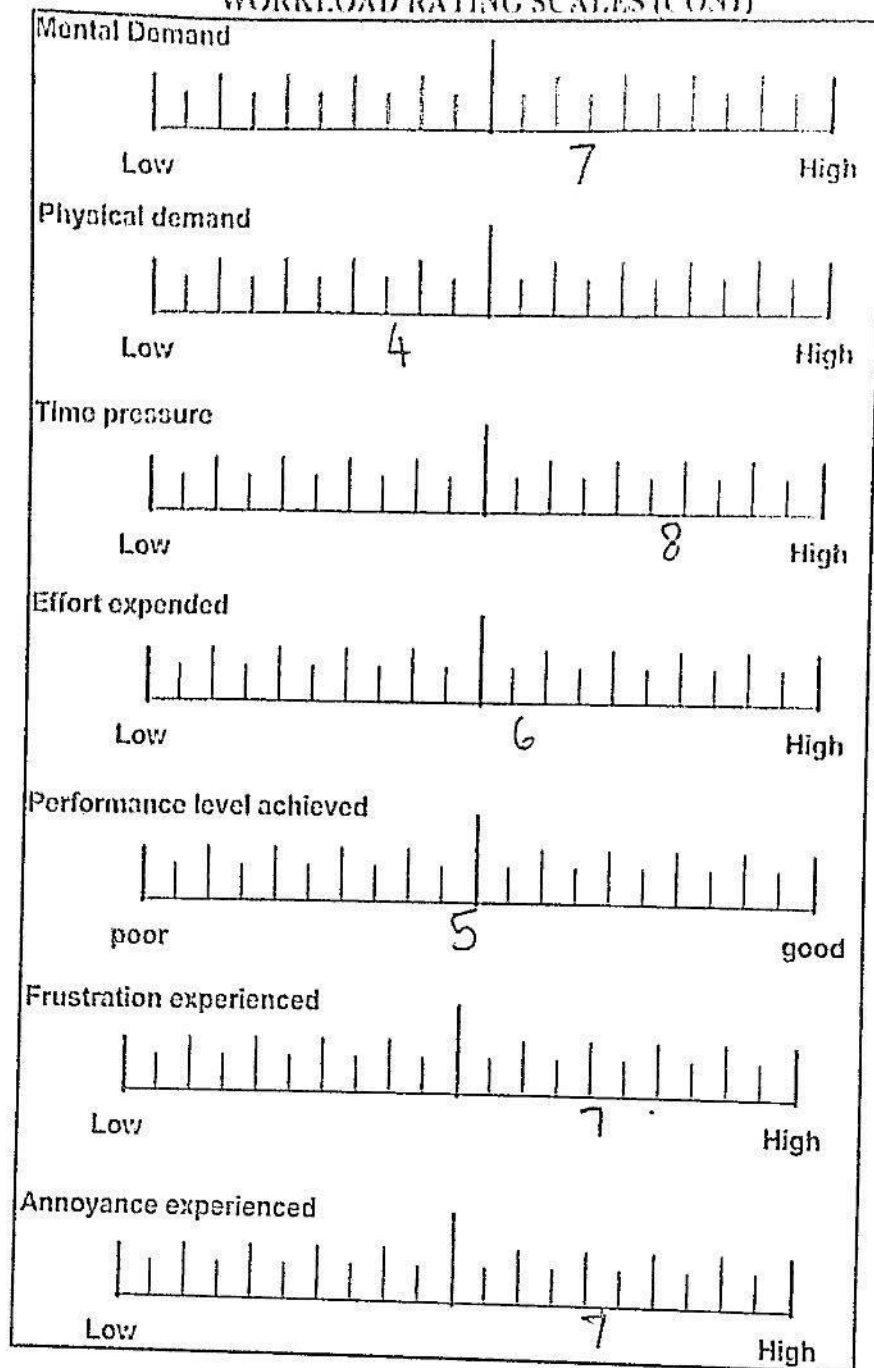 WORKLOAD RATING SCALES (CONT)
Mental Demand
Low 7 High
Physical demand
Low 4 High
Time pressure
Low 8 High
Effort expended
Low 6 High
Performance level achieved
poor 5 good
Frustration experienced
Low 7 High
Annoyance experienced
Low 7 High